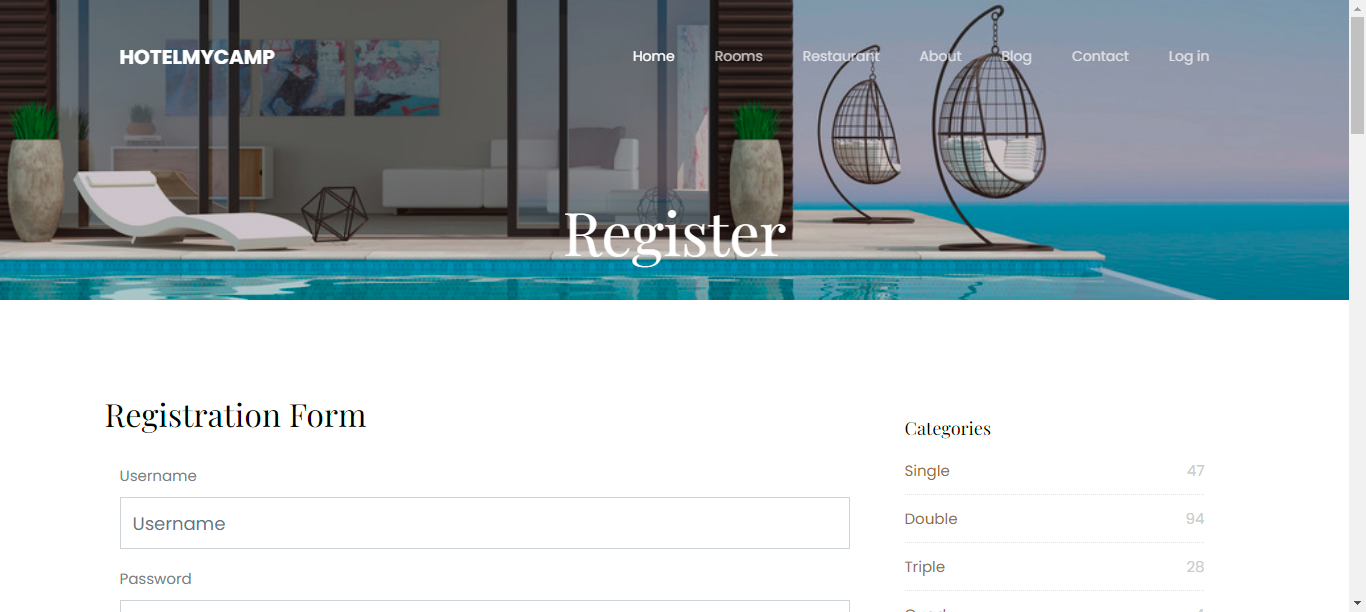 HOTELMYCAMP
Home Rooms Restaurant About Blog Contact Log in
Register
Registration Form
Username
Username
Password
Categories
Single 47
Double 94
Triple 28